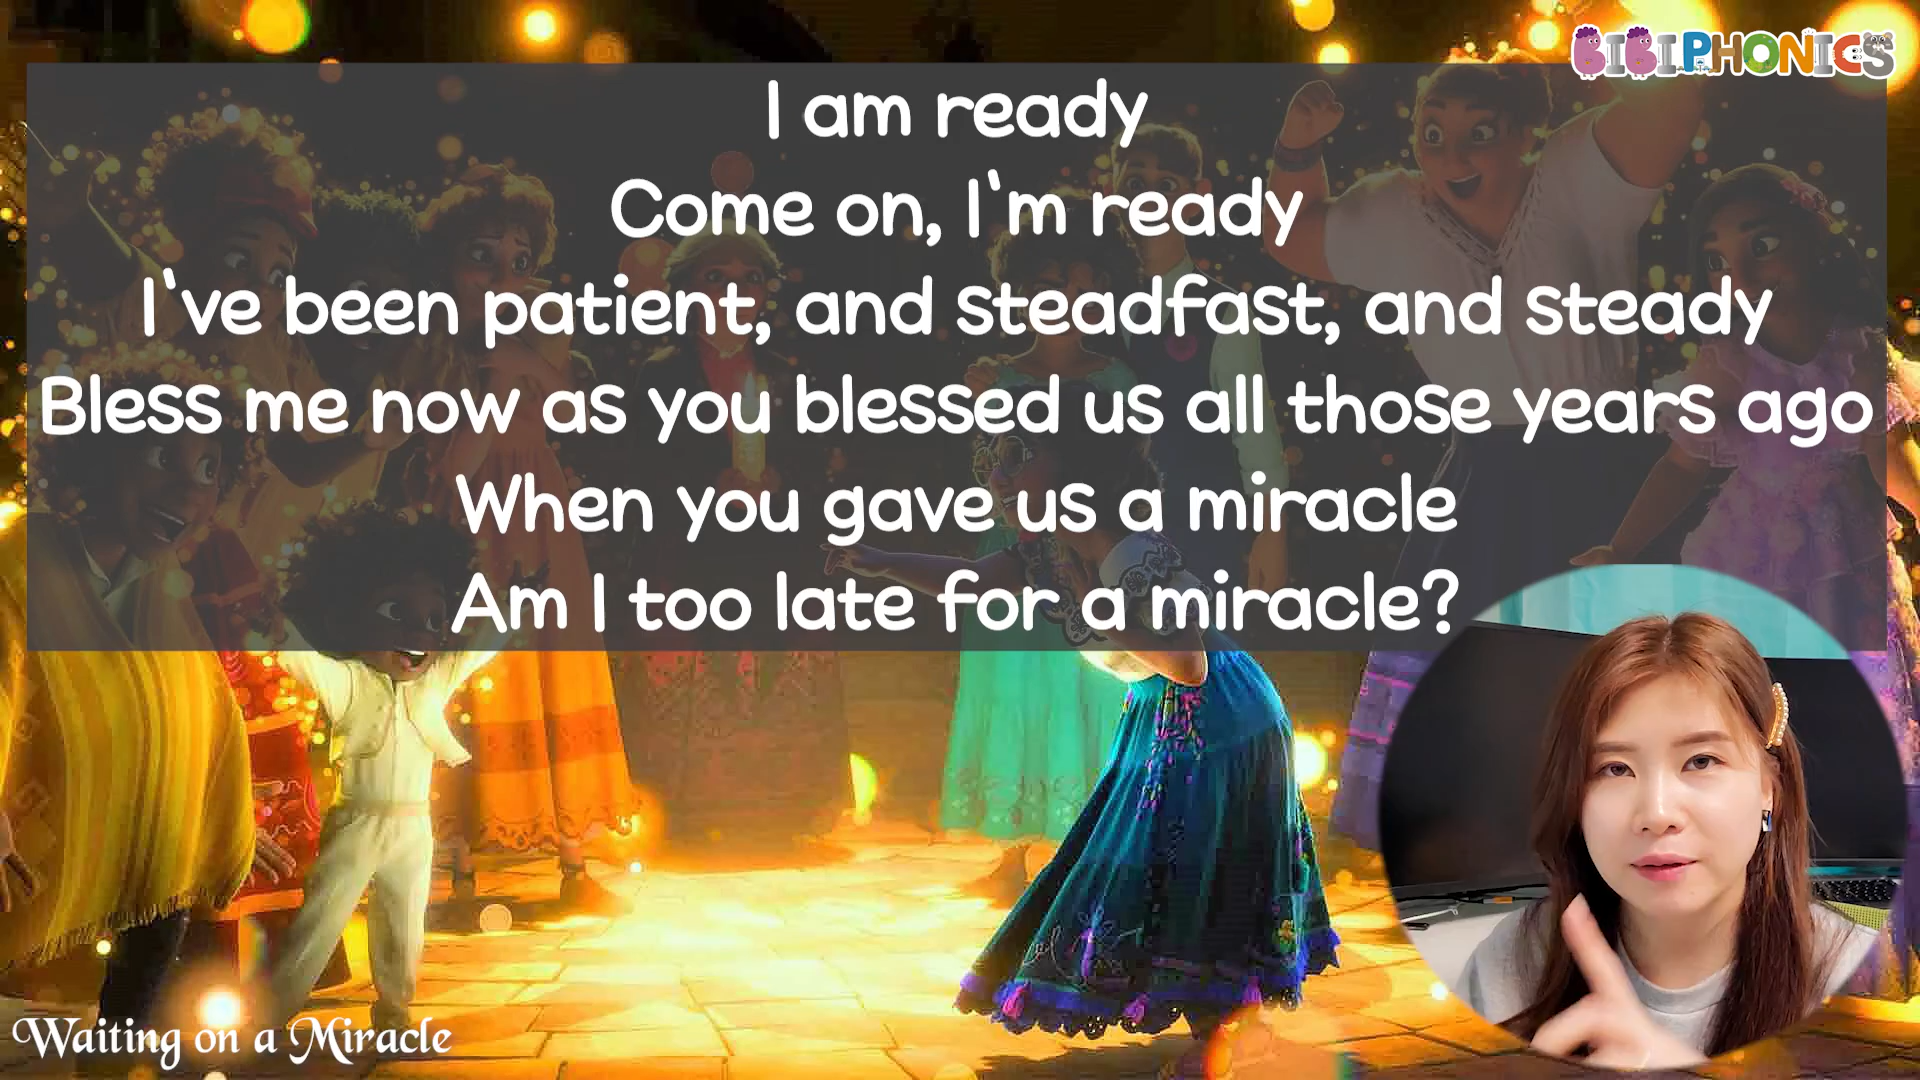 BIBIPHONICS
I am ready
Come on, I'm ready
I've been patient, and steadfast, and steady
Bless me now as you blessed us all those years ago
When you gave us a miracle
Am I too late for a miracle?
Waiting on a Miracle